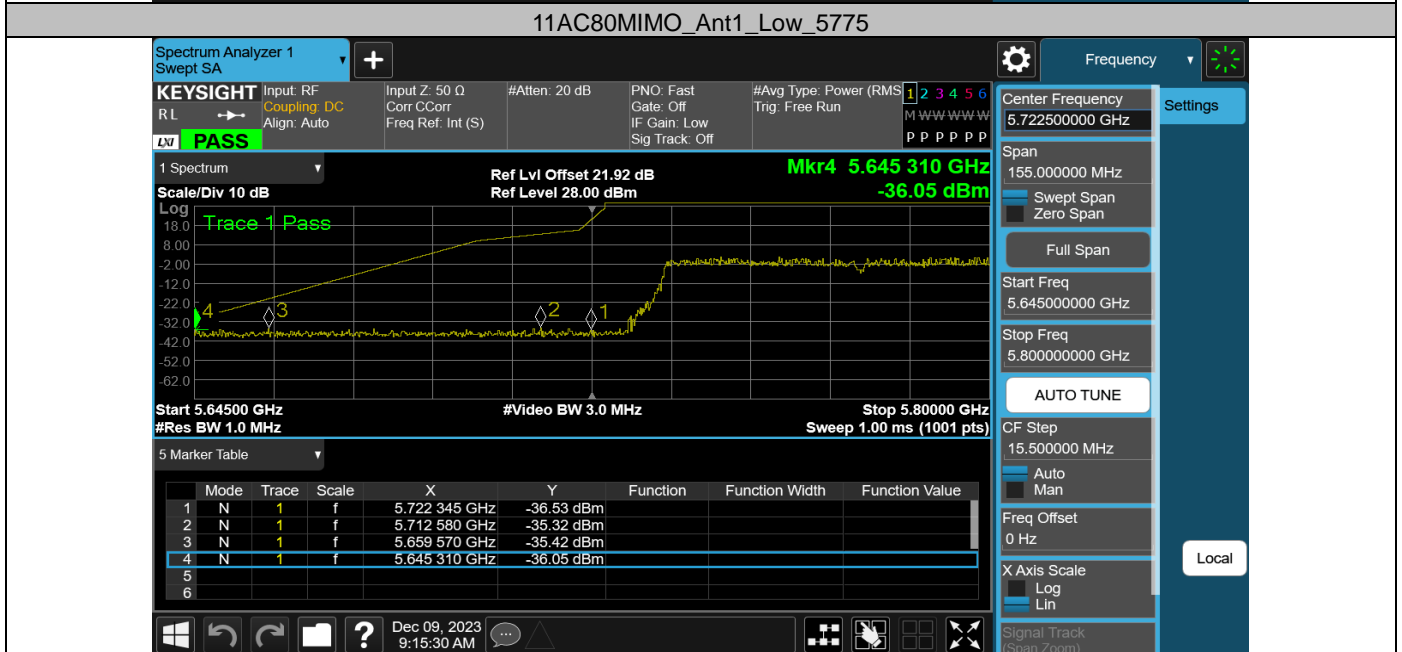 11AC80MIMO_Ant1_Low_5775
Spectrum Analyzer 1
Swept SA
Frequency
KEYSIGHT
RL
LXI
PASS
Input: RF
Coupling: DC
Align: Auto
Input Z: 50 Ω
Corr CCorr
Freq Ref: Int (S)
#Atten: 20 dB
PNO: Fast
Gate: Off
IF Gain: Low
Sig Track: Off
#Avg Type: Power (RMS
Trig: Free Run
1 2 3 4 5 6
M W W W W W
P P P P P P
1 Spectrum
Scale/Div 10 dB
Ref Lvl Offset 21.92 dB
Ref Level 28.00 dBm
Mkr4 5.645 310 GHz
-36.05 dBm
Log
Trace 1 Pass
18.0
8.00
-2.00
-12.0
-22.0
-32.0
-42.0
-52.0
-62.0
4
3
2
1
Start 5.64500 GHz
#Video BW 3.0 MHz
Stop 5.80000 GHz
#Res BW 1.0 MHz
Sweep 1.00 ms (1001 pts)
5 Marker Table
Mode Trace Scale X Y Function Function Width Function Value
1 N 1 f 5.722 345 GHz -36.53 dBm
2 N 1 f 5.712 580 GHz -35.32 dBm
3 N 1 f 5.659 570 GHz -35.42 dBm
4 N 1 f 5.645 310 GHz -36.05 dBm
5
6
Dec 09, 2023
9:15:30 AM
Center Frequency
5.722500000 GHz
Settings
Span
155.000000 MHz
Swept Span
Zero Span
Full Span
Start Freq
5.645000000 GHz
Stop Freq
5.800000000 GHz
AUTO TUNE
CF Step
15.500000 MHz
Auto
Man
Freq Offset
0 Hz
X Axis Scale
Log
Lin
Local
Signal Track
(Span Zoom)